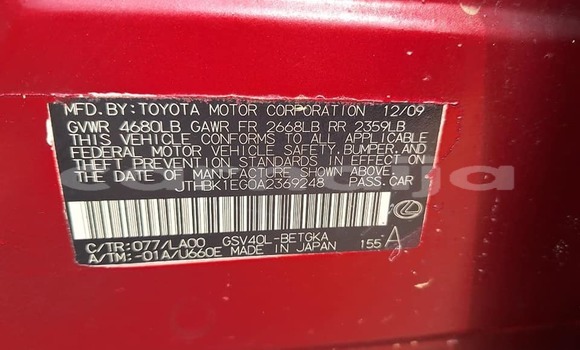 MFD. BY: TOYOTA MOTOR CORPORATION 12/09
GVWR 4680LB GAWR FR 2668LB RR 2359LB
THIS VEHICLE CONFORMS TO ALL APPLICABLE
FEDERAL MOTOR VEHICLE SAFETY, BUMPER, AND
THEFT PREVENTION STANDARDS IN EFFECT ON
THE DATE OF MANUFACTURE SHOWN ABOVE.
JTHBK1EG0A2369248 PASS. CAR
C/TR: 077/LA00 GSV40L-BETGKA
A/TM: -01A/U660E MADE IN JAPAN 155 A